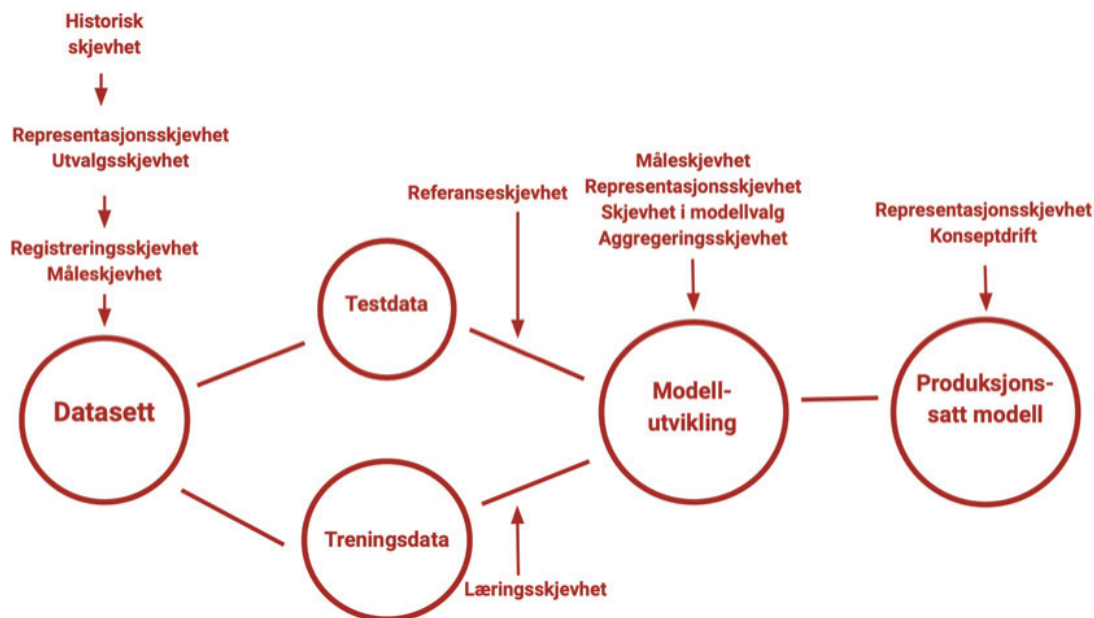 Historisk
skjevhet
Representasjonsskjevhet
Utvalgsskjevhet
Registreringsskjevhet
Måleskjevhet
Datasett
Testdata
Treningsdata
Referanseskjevhet
Læringsskjevhet
Måleskjevhet
Representasjonsskjevhet
Skjevhet i modellvalg
Aggregeringsskjevhet
Modell-
utvikling
Representasjonsskjevhet
Konseptdrift
Produksjons-
satt modell